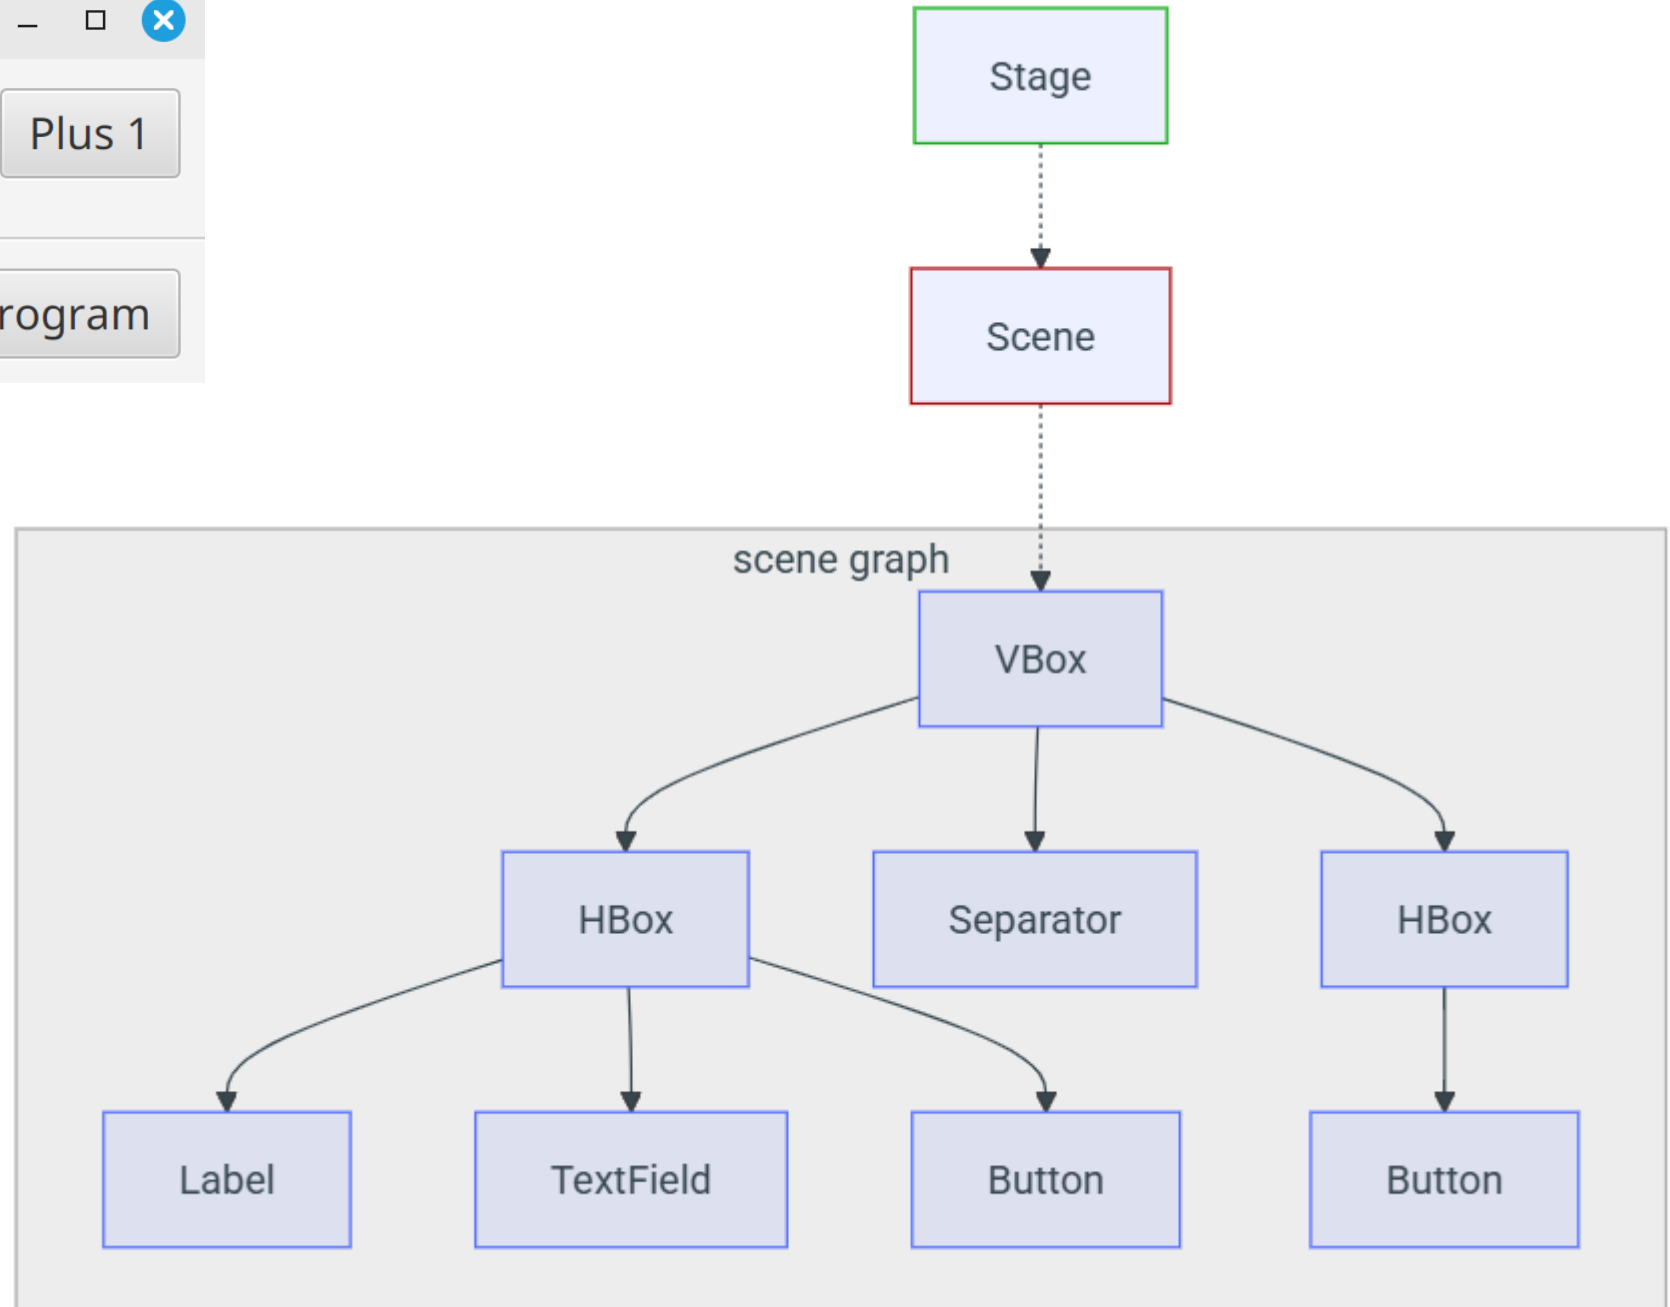 Plus 1
rogram
Stage
Scene
scene graph
VBox
HBox
Separator
HBox
Label
TextField
Button
Button